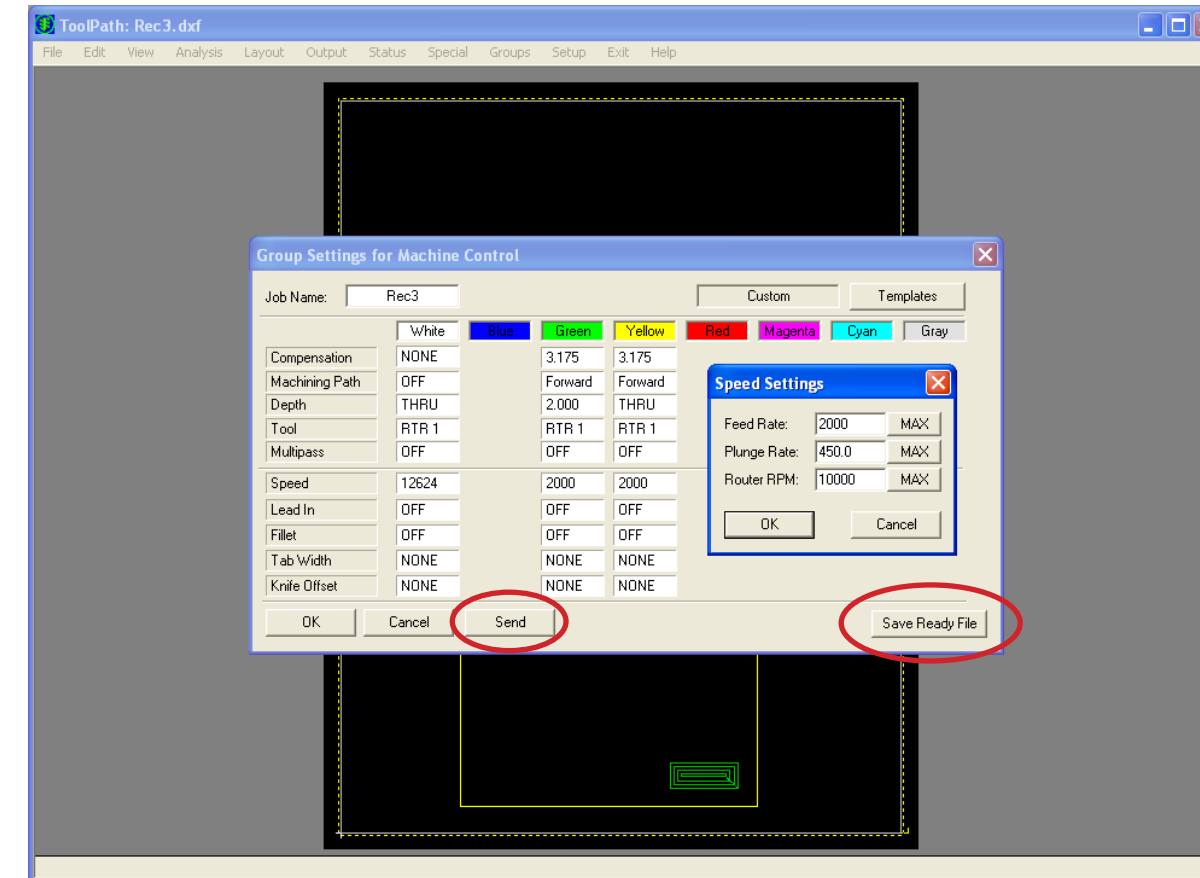 ToolPath: Rec3.dxf
File Edit View Analysis Layout Output Status Special Groups Setup Exit Help
Group Settings for Machine Control
Job Name: Rec3 Custom Templates
White Blue Green Yellow Red Magenta Cyan Gray
Compensation NONE 3.175 3.175
Machining Path OFF Forward Forward
Depth THRU 2.000 THRU
Tool RTR 1 RTR 1 RTR 1
Multipass OFF OFF OFF
Speed 12624 2000 2000
Lead In OFF OFF OFF
Fillet OFF OFF OFF
Tab Width NONE NONE NONE
Knife Offset NONE NONE NONE
OK Cancel Send Save Ready File
Speed Settings
Feed Rate: 2000 MAX
Plunge Rate: 450.0 MAX
Router RPM: 10000 MAX
OK Cancel